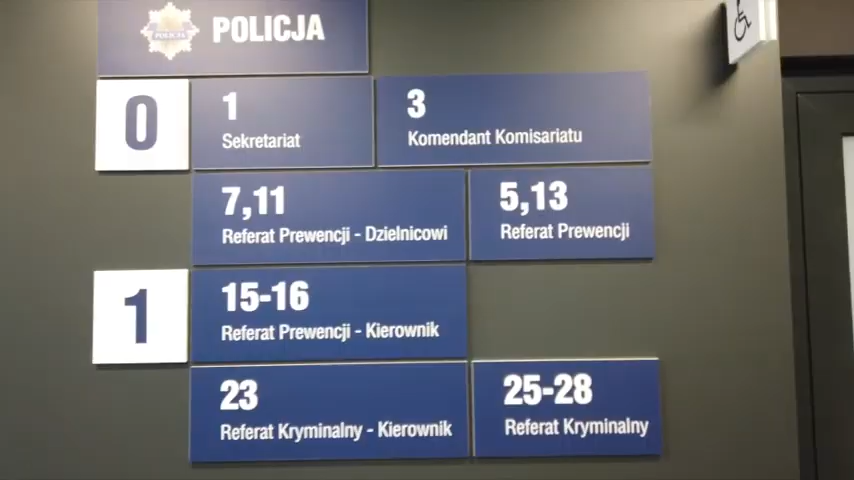 POLICJA
POLICJA
0
1
Sekretariat
3
Komendant Komisariatu
7,11
Referat Prewencji - Dzielnicowi
5,13
Referat Prewencji
1
15-16
Referat Prewencji - Kierownik
23
Referat Kryminalny - Kierownik
25-28
Referat Kryminalny